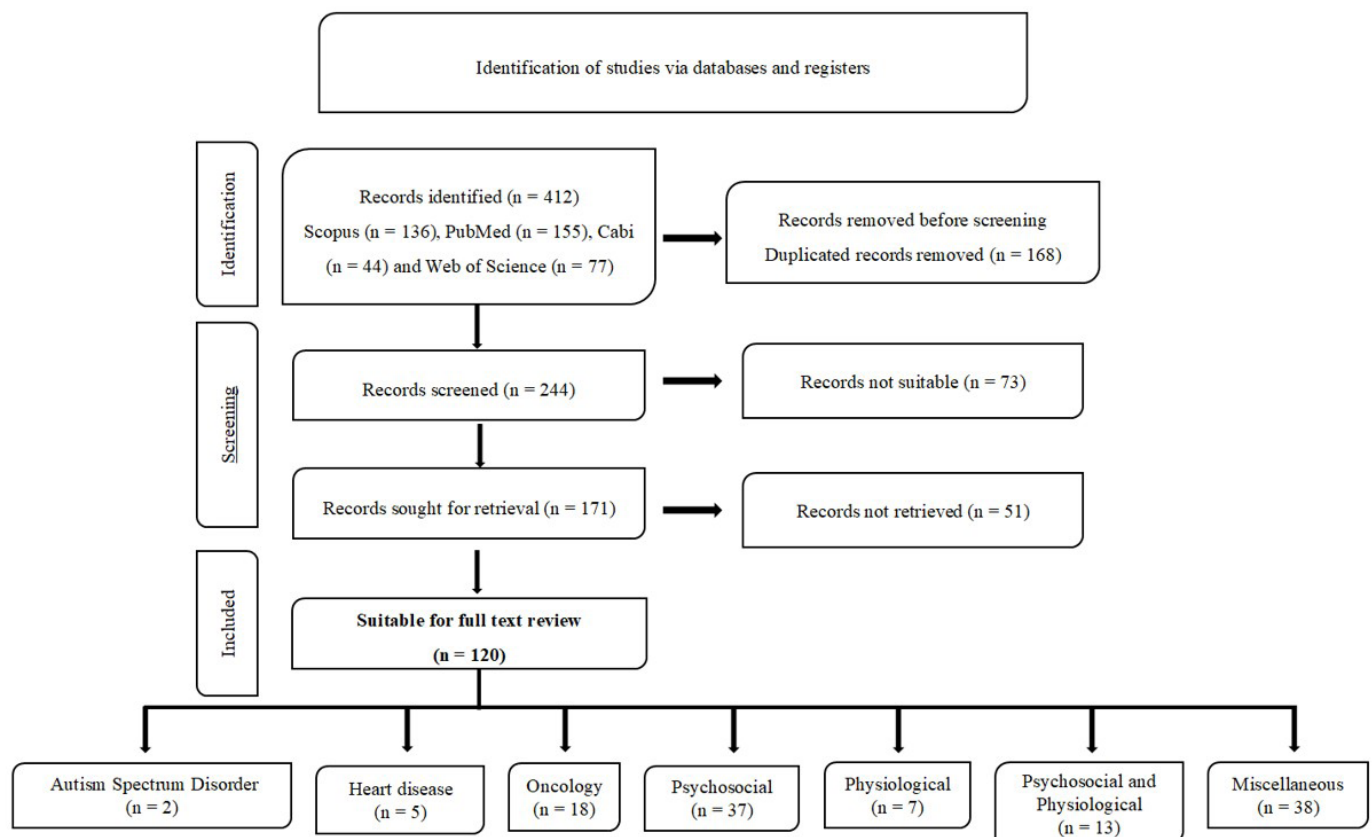 Identification of studies via databases and registers
Identification
Records identified (n = 412)
Scopus (n = 136), PubMed (n = 155), Cabi
(n = 44) and Web of Science (n = 77)
Records removed before screening
Duplicated records removed (n = 168)
Screening
Records screened (n = 244)
Records not suitable (n = 73)
Records sought for retrieval (n = 171)
Records not retrieved (n = 51)
Included
Suitable for full text review
(n = 120)
Autism Spectrum Disorder
(n = 2)
Heart disease
(n = 5)
Oncology
(n = 18)
Psychosocial
(n = 37)
Physiological
(n = 7)
Psychosocial and
Physiological
(n = 13)
Miscellaneous
(n = 38)